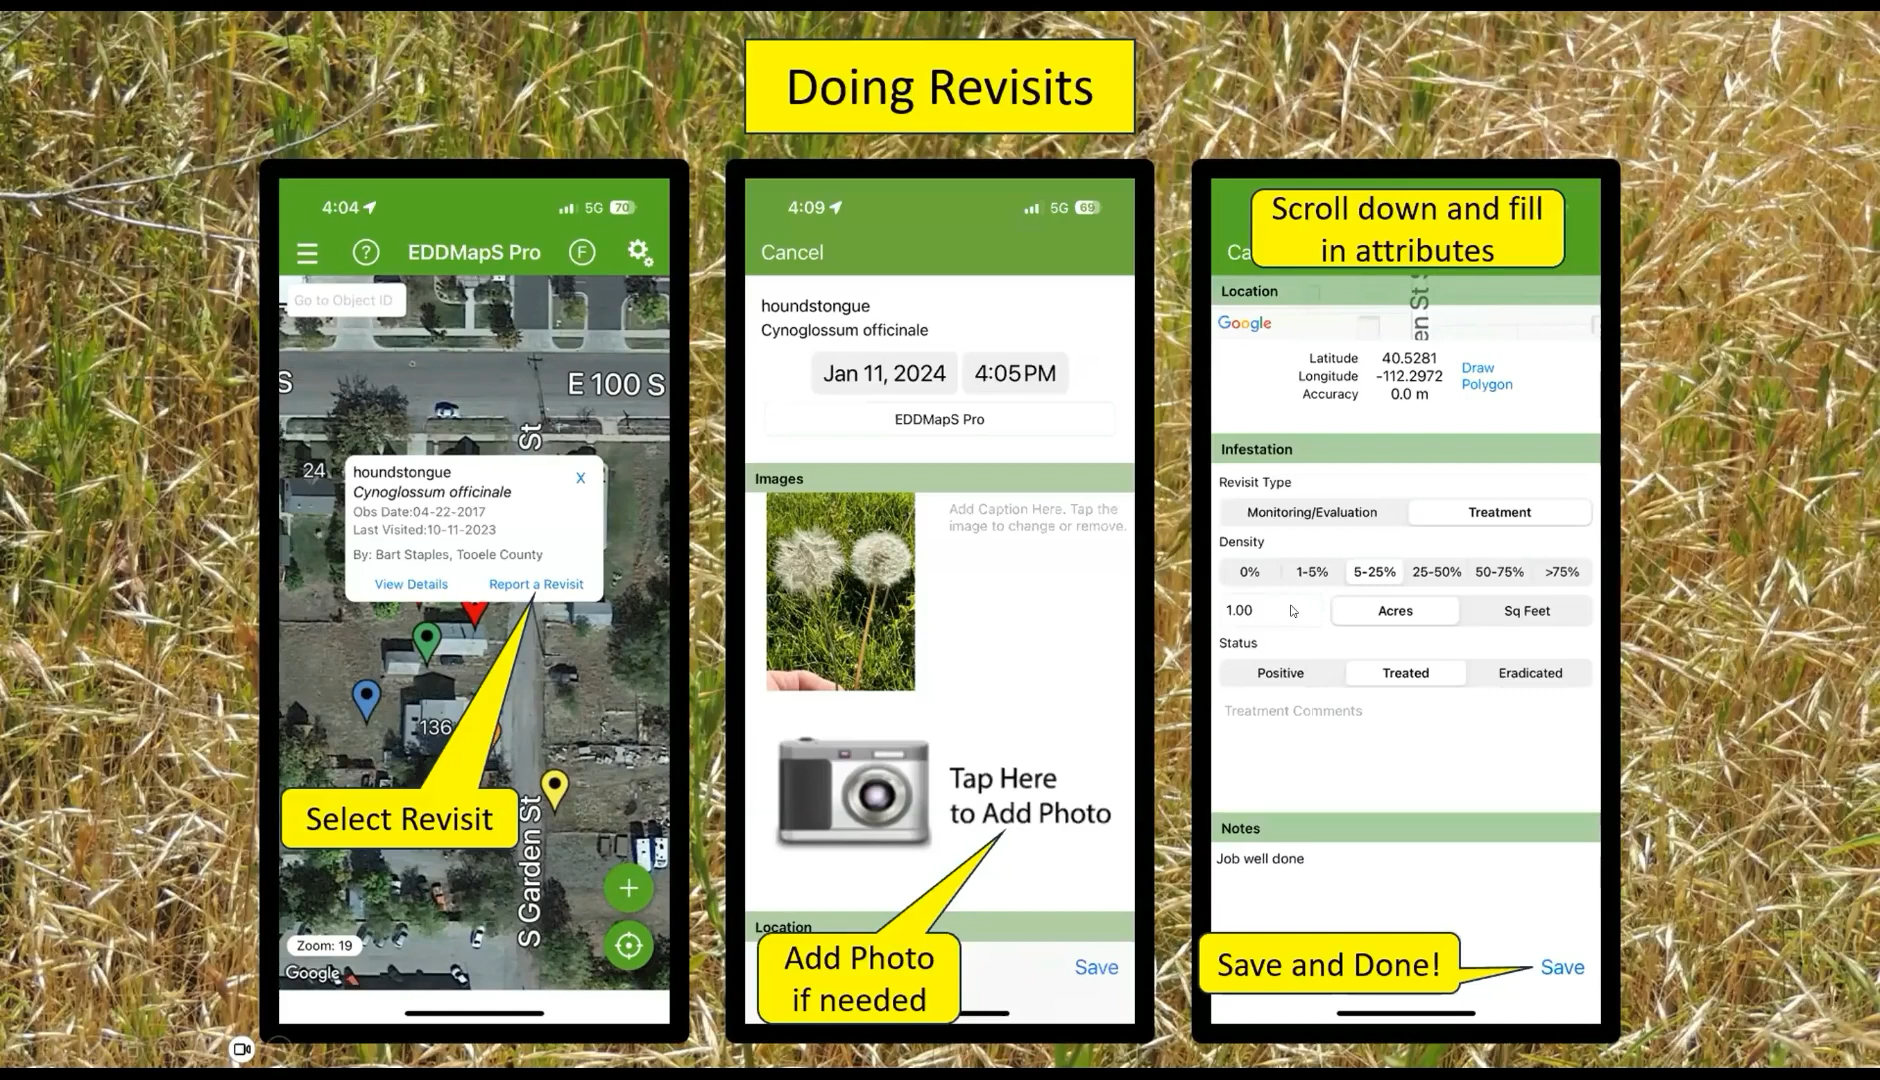 Doing Revisits
4:04
5G 70
? EDDMapS Pro F
Go to Object ID
S
E 100 S
St
24
houndstongue
X
Cynoglossum officinale
Obs Date:04-22-2017
Last Visited:10-11-2023
By: Bart Staples, Tooele County
View Details Report a Revisit
136
Select Revisit
S Garden St
+
Zoom: 19
Google
4:09
5G 69
Cancel
houndstongue
Cynoglossum officinale
Jan 11, 2024 4:05 PM
EDDMapS Pro
Images
Add Caption Here. Tap the
image to change or remove.
Tap Here
to Add Photo
Location
Add Photo
if needed
Save
Scroll down and fill
in attributes
Ca
Location
en St S
Google
Latitude 40.5281
Longitude -112.2972
Accuracy 0.0 m
Draw
Polygon
Infestation
Revisit Type
Monitoring/Evaluation Treatment
Density
0% 1-5% 5-25% 25-50% 50-75% >75%
1.00 Acres Sq Feet
Status
Positive Treated Eradicated
Treatment Comments
Notes
Job well done
Save and Done!
Save